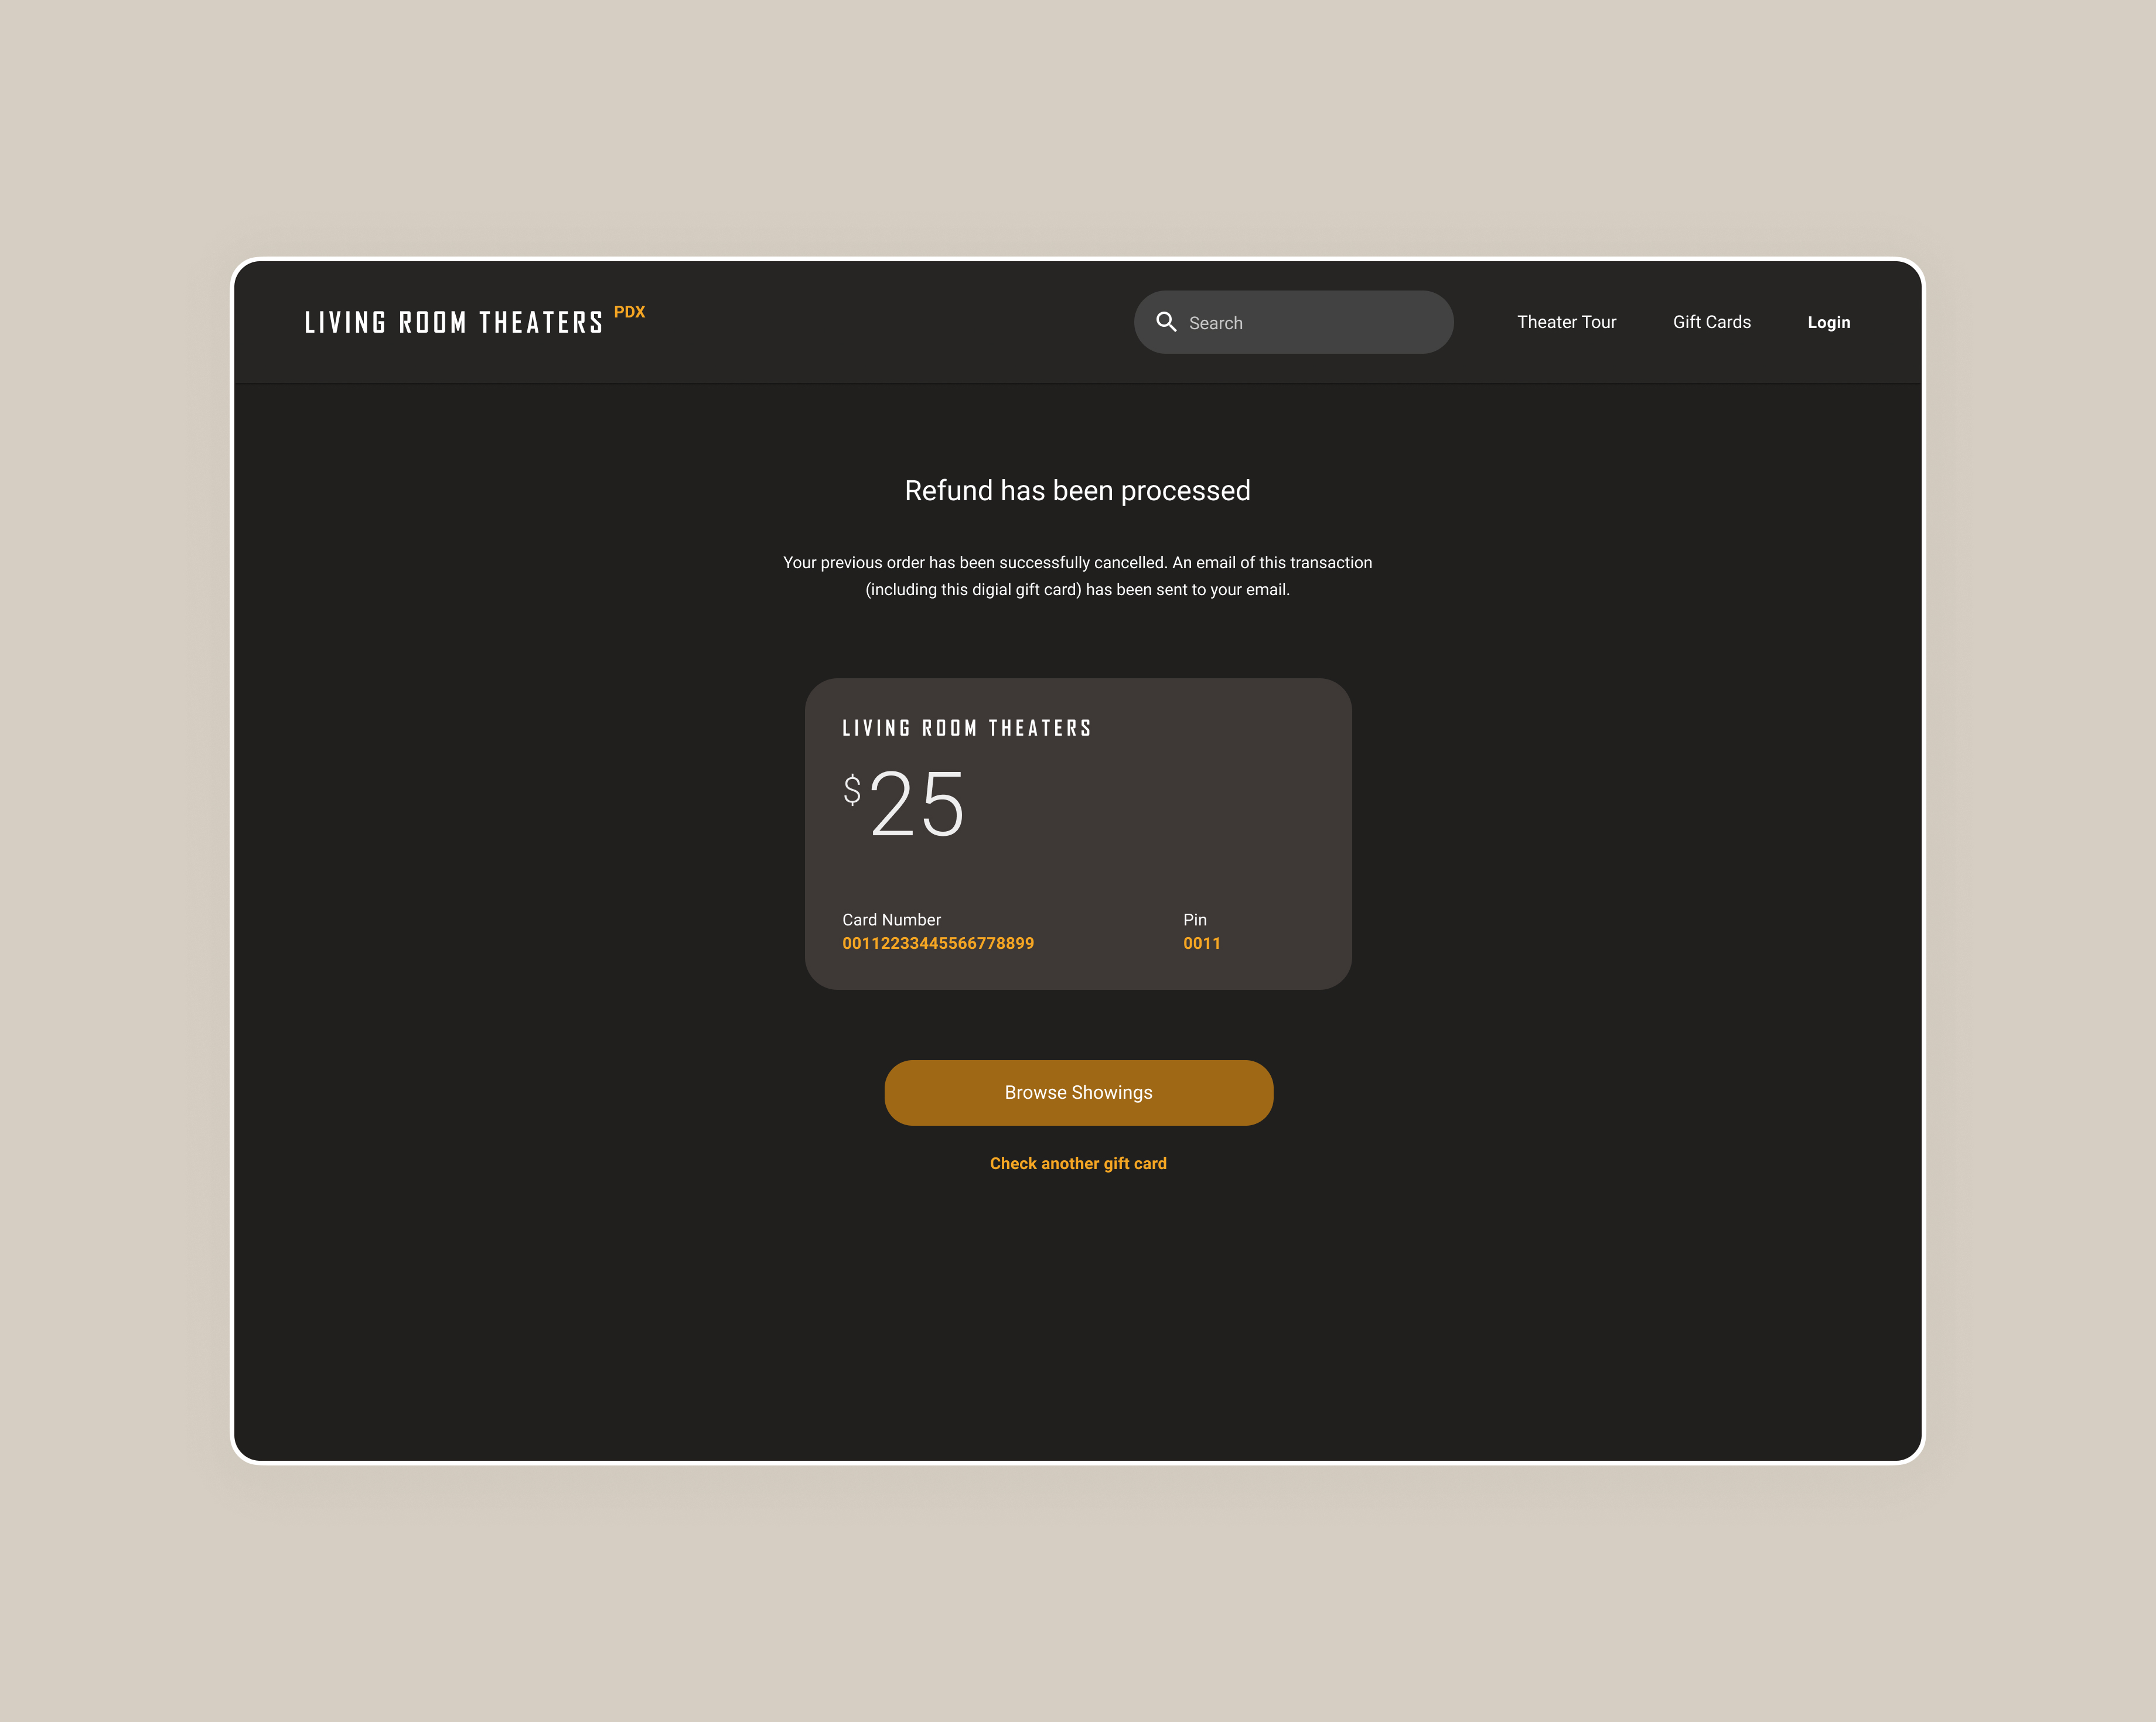 LIVING ROOM THEATERS PDX
Search
Theater Tour
Gift Cards
Login
Refund has been processed
Your previous order has been successfully cancelled. An email of this transaction
(including this digial gift card) has been sent to your email.
LIVING ROOM THEATERS
$25
Card Number
00112233445566778899
Pin
0011
Browse Showings
Check another gift card